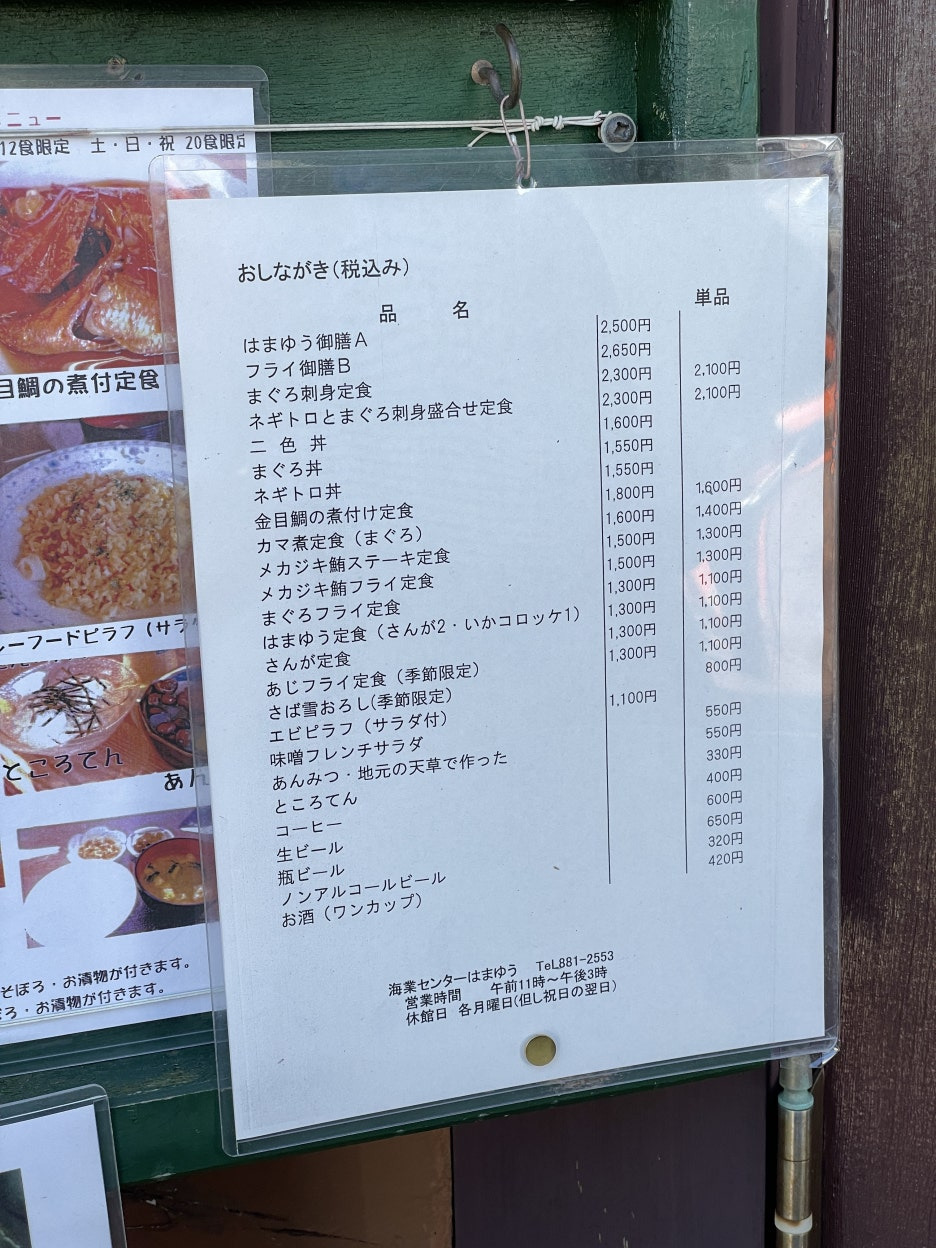 ニュー
12食限定 土・日・祝 20食限定
目鯛の煮付定食
シーフードピラフ（サラ
ところてん
あん
そぼろ・お漬物が付きます。
ぼろ・お漬物が付きます。
おしながき（税込み）
品 名 単品
はまゆう御膳A 2,500円
フライ御膳B 2,650円
まぐろ刺身定食 2,300円 2,100円
ネギトロとまぐろ刺身盛合せ定食 2,300円 2,100円
二 色 丼 1,600円
まぐろ丼 1,550円
ネギトロ丼 1,550円
金目鯛の煮付け定食 1,800円 1,600円
カマ煮定食（まぐろ） 1,600円 1,400円
メカジキ鮪ステーキ定食 1,500円 1,300円
メカジキ鮪フライ定食 1,500円 1,300円
まぐろフライ定食 1,300円 1,100円
はまゆう定食（さんが2・いかコロッケ1） 1,300円 1,100円
さんが定食 1,300円 1,100円
あじフライ定食（季節限定） 1,300円 1,100円
さば雪おろし(季節限定) 800円
エビピラフ（サラダ付） 1,100円
味噌フレンチサラダ 550円
あんみつ・地元の天草で作った 550円
ところてん 330円
コーヒー 400円
生ビール 600円
瓶ビール 650円
ノンアルコールビール 320円
お酒（ワンカップ） 420円
海業センターはまゆう TeL881-2553
営業時間 午前11時～午後3時
休館日 各月曜日(但し祝日の翌日)